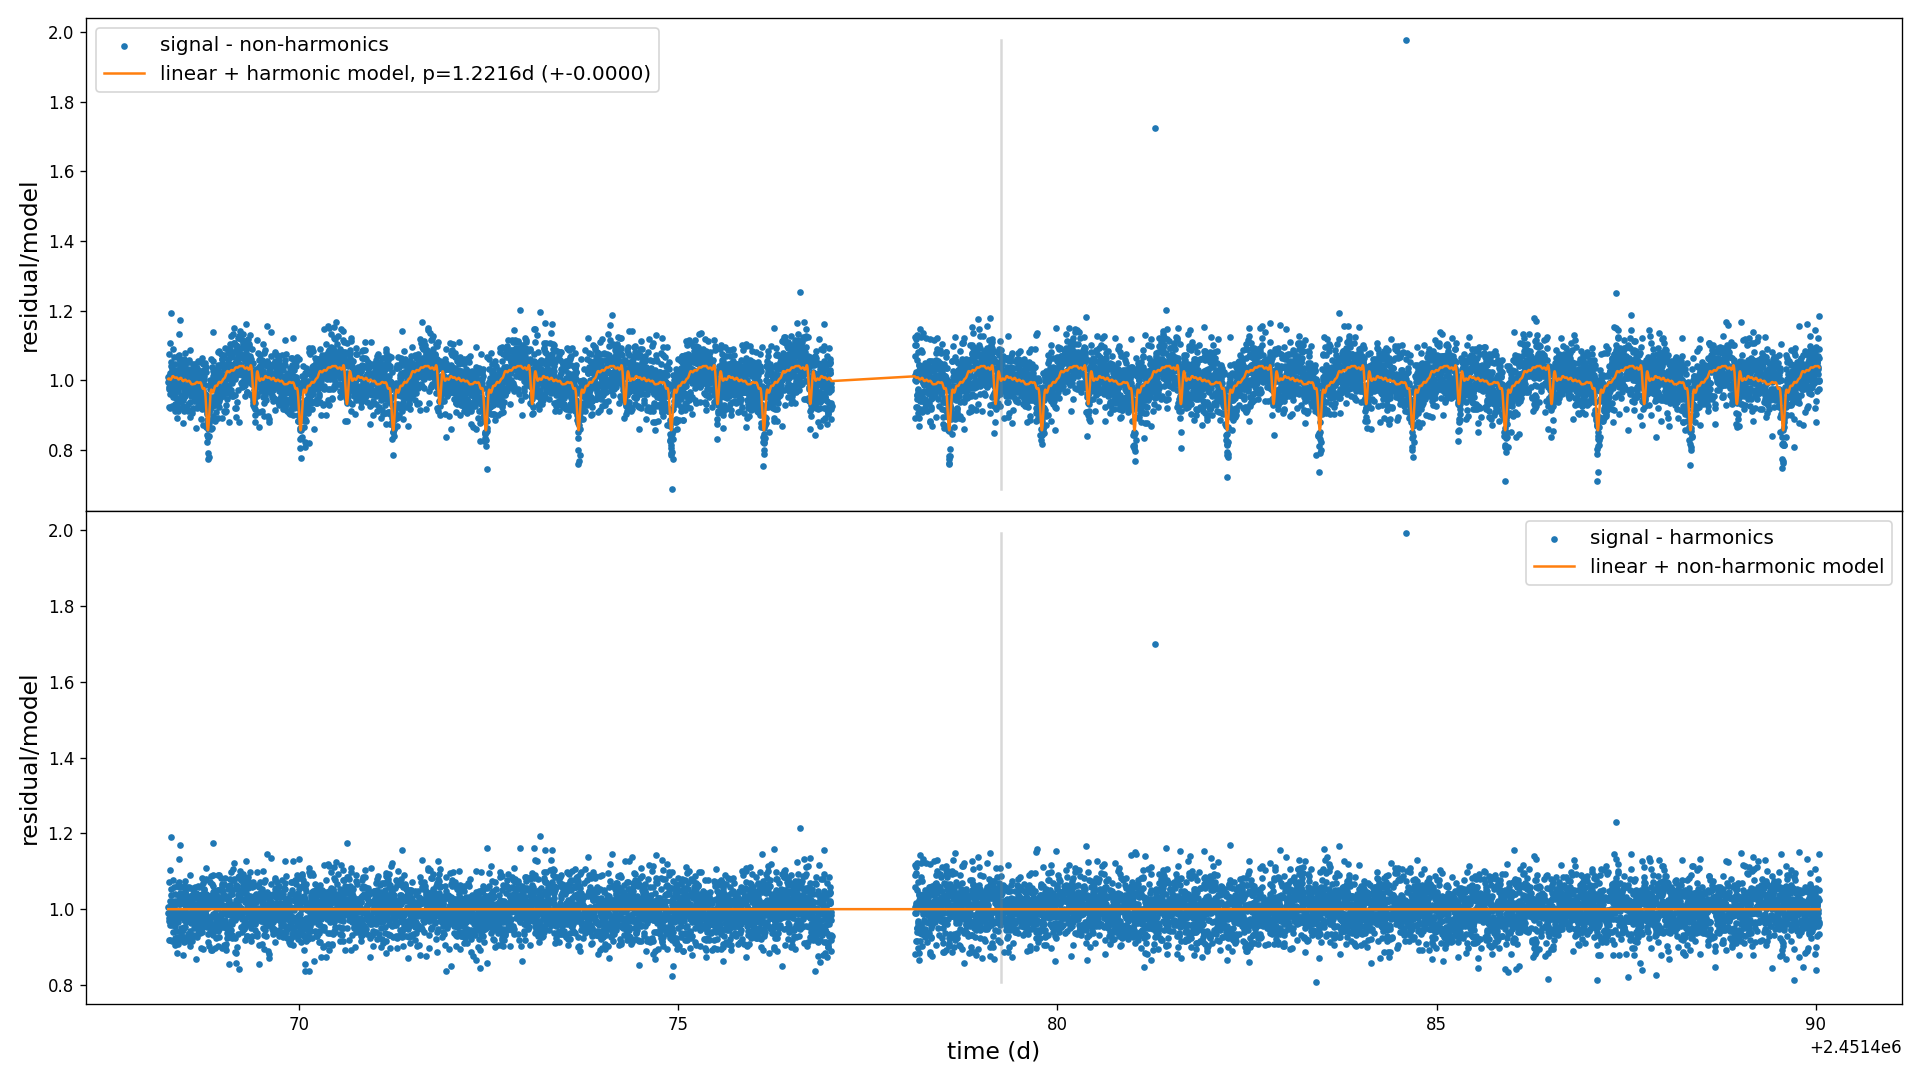 signal - non-harmonics
linear + harmonic model, p=1.2216d (+-0.0000)
2.0
1.8
1.6
1.4
1.2
1.0
0.8
residual/model
signal - harmonics
linear + non-harmonic model
2.0
1.8
1.6
1.4
1.2
1.0
0.8
residual/model
70
75
80
85
90
time (d)
+2.4514e6